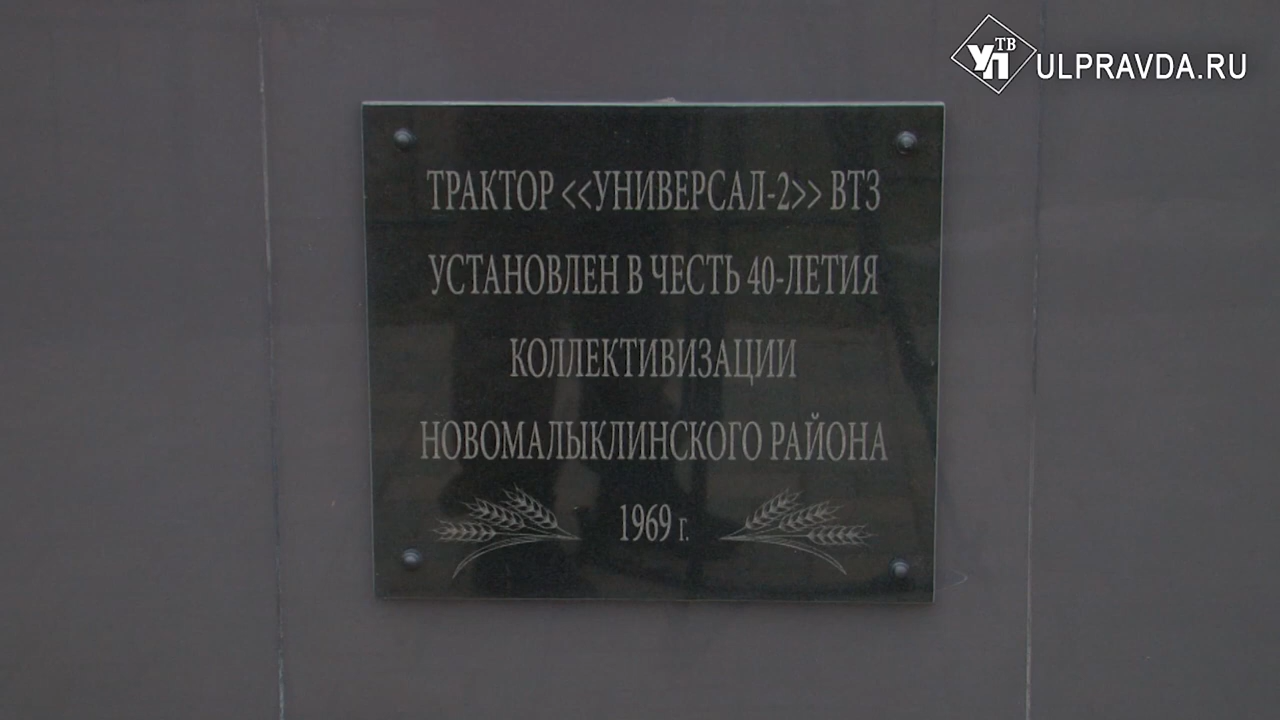 УП ТВ ULPRAVDA.RU
ТРАКТОР <<УНИВЕРСАЛ-2>> ВТЗ
УСТАНОВЛЕН В ЧЕСТЬ 40-ЛЕТИЯ
КОЛЛЕКТИВИЗАЦИИ
НОВОМАЛЫКЛИНСКОГО РАЙОНА
1969 г.